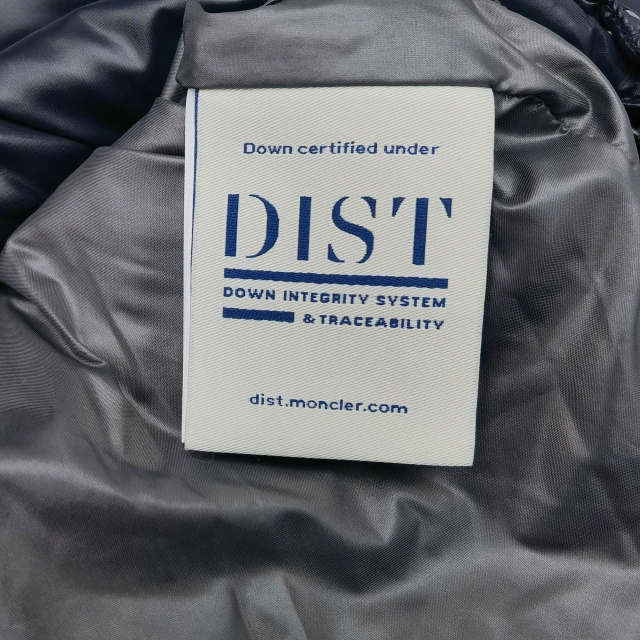 Down certified under
DIST
DOWN INTEGRITY SYSTEM
& TRACEABILITY
dist.moncler.com